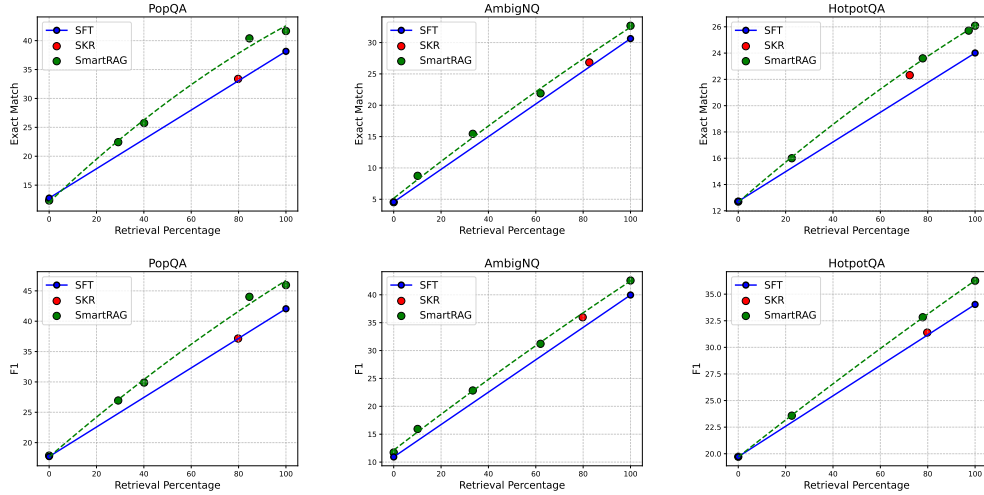 PopQA
Exact Match
40
35
30
25
20
15
0 20 40 60 80 100
Retrieval Percentage
SFT
SKR
SmartRAG
AmbigNQ
Exact Match
30
25
20
15
10
5
0 20 40 60 80 100
Retrieval Percentage
SFT
SKR
SmartRAG
HotpotQA
Exact Match
26
24
22
20
18
16
14
12
0 20 40 60 80 100
Retrieval Percentage
SFT
SKR
SmartRAG
PopQA
F1
45
40
35
30
25
20
0 20 40 60 80 100
Retrieval Percentage
SFT
SKR
SmartRAG
AmbigNQ
F1
40
35
30
25
20
15
10
0 20 40 60 80 100
Retrieval Percentage
SFT
SKR
SmartRAG
HotpotQA
F1
35.0
32.5
30.0
27.5
25.0
22.5
20.0
0 20 40 60 80 100
Retrieval Percentage
SFT
SKR
SmartRAG